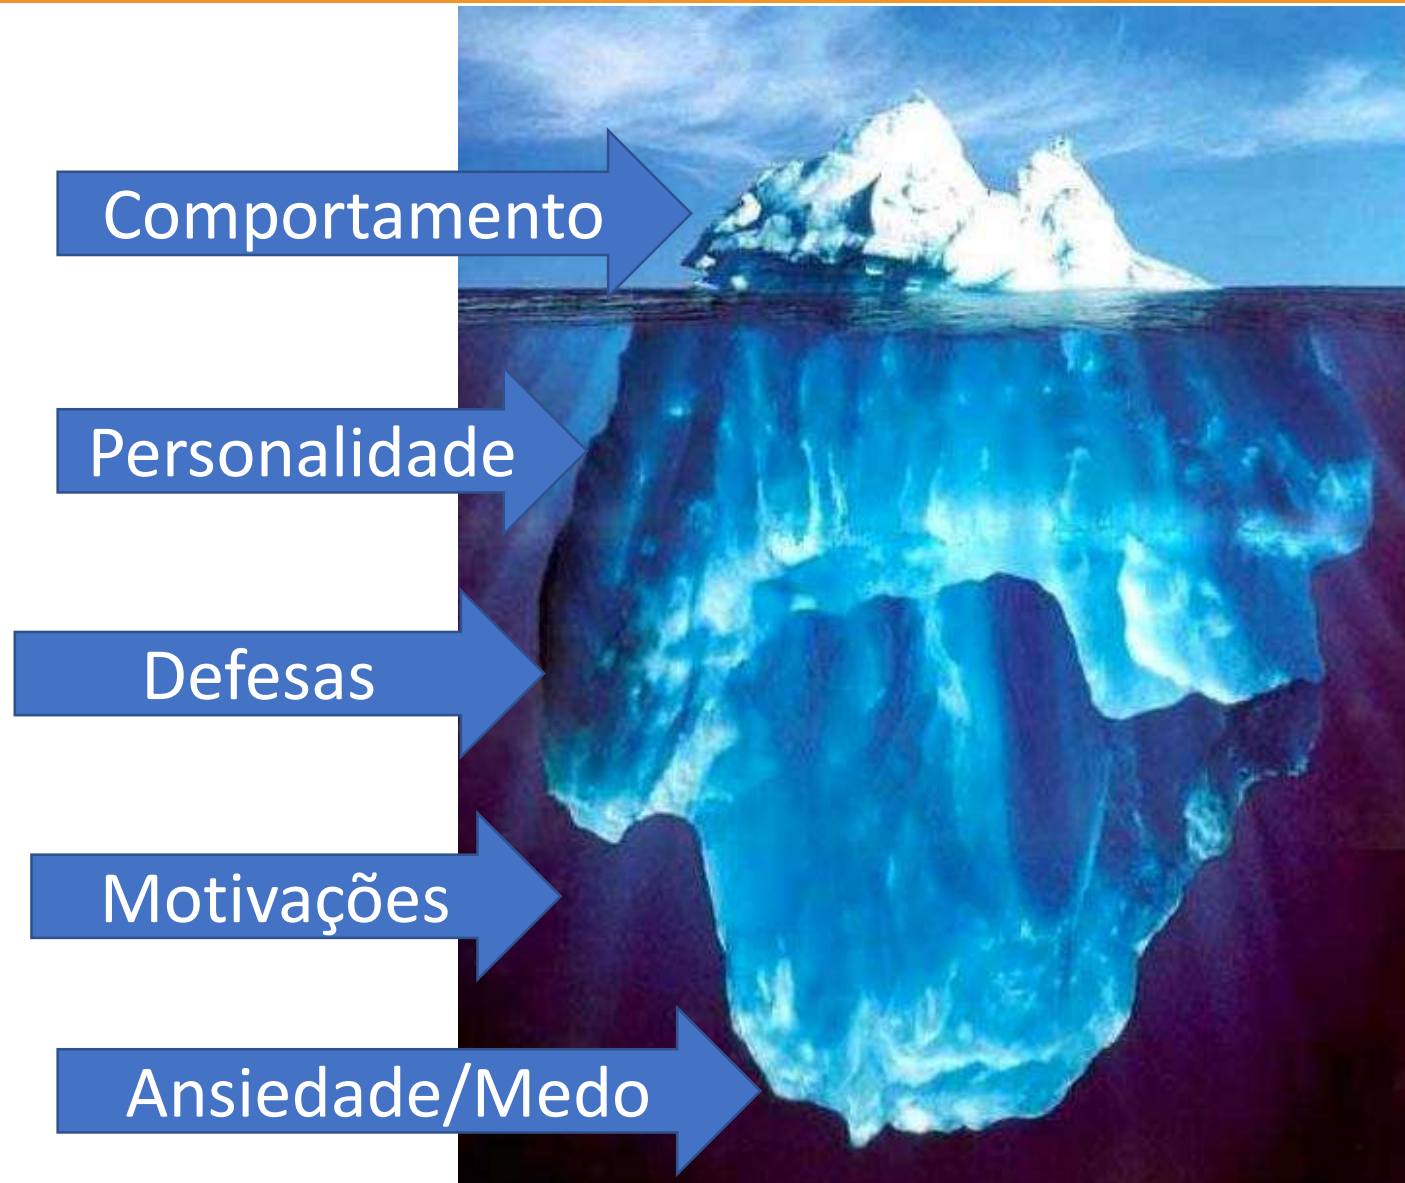 Comportamento
Personalidade
Defesas
Motivações
Ansiedade/Medo